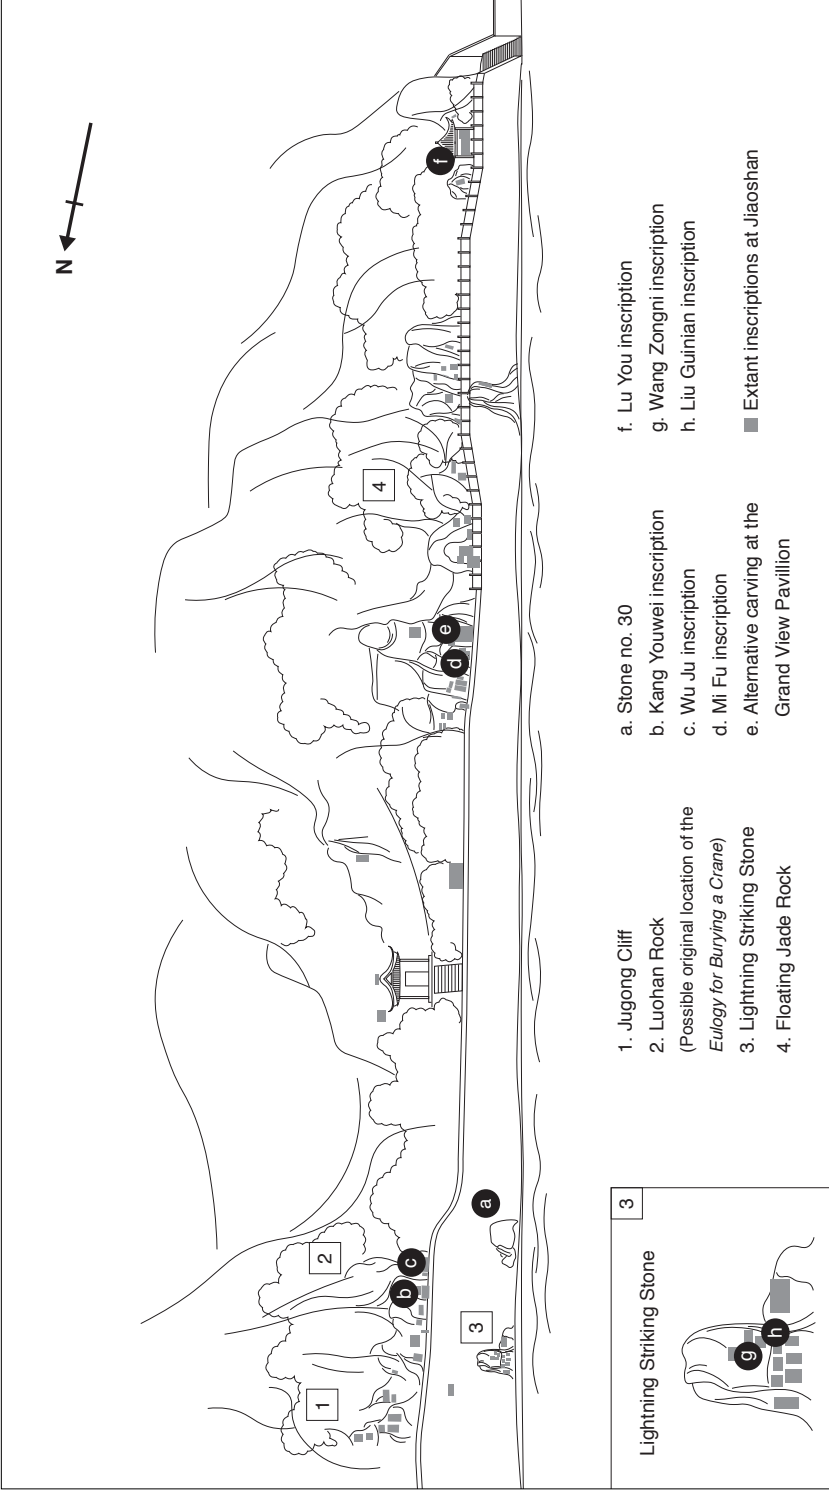 N
1
2
3
4
a
b
c
d
e
f
3
Lightning Striking Stone
g
h
1. Jugong Cliff
2. Luohan Rock
(Possible original location of the
Eulogy for Burying a Crane)
3. Lightning Striking Stone
4. Floating Jade Rock
a. Stone no. 30
b. Kang Youwei inscription
c. Wu Ju inscription
d. Mi Fu inscription
e. Alternative carving at the
Grand View Pavillion
f. Lu You inscription
g. Wang Zongni inscription
h. Liu Guinian inscription
Extant inscriptions at Jiaoshan